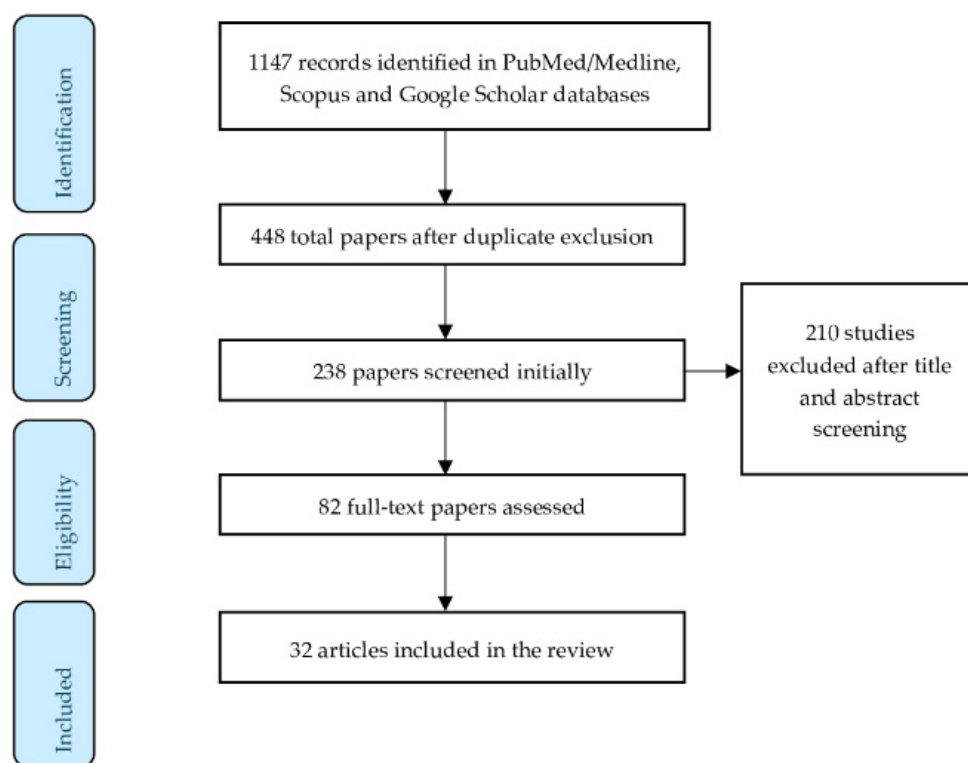 Identification
1147 records identified in PubMed/Medline,
Scopus and Google Scholar databases
448 total papers after duplicate exclusion
Screening
238 papers screened initially
210 studies
excluded after title
and abstract
screening
Eligibility
82 full-text papers assessed
Included
32 articles included in the review